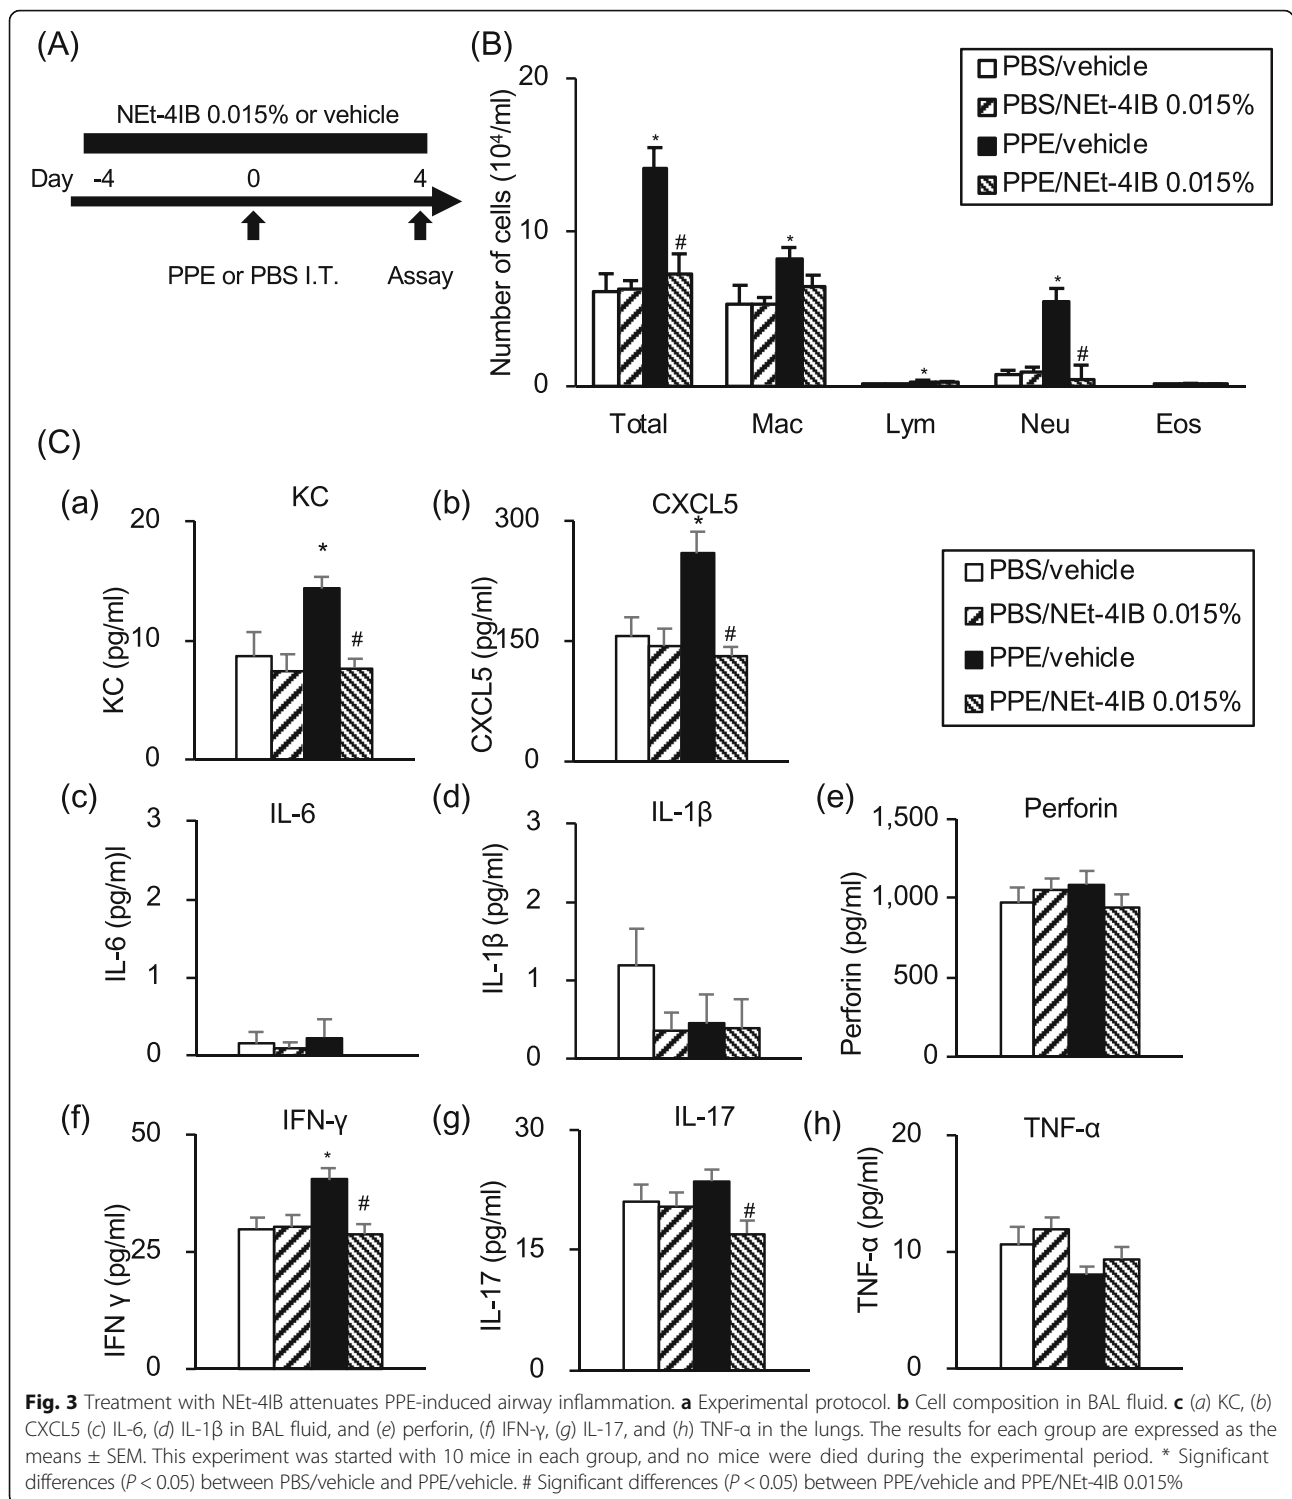 (A)
NEt-4IB 0.015% or vehicle
Day -4 0 4
PPE or PBS I.T. Assay
(B)
Number of cells (10⁴/ml)
20
10
0
* # * * * #
Total Mac Lym Neu Eos
PBS/vehicle
PBS/NEt-4IB 0.015%
PPE/vehicle
PPE/NEt-4IB 0.015%
(C)
(a)
KC
KC (pg/ml)
20
10
0
* #
(b)
CXCL5
CXCL5 (pg/ml)
300
150
0
* #
PBS/vehicle
PBS/NEt-4IB 0.015%
PPE/vehicle
PPE/NEt-4IB 0.015%
(c)
IL-6
IL-6 (pg/m)l
3
2
1
0
(d)
IL-1β
IL-1β (pg/ml)
3
2
1
0
(e)
Perforin
Perforin (pg/ml)
1,500
1,000
500
0
(f)
IFN-γ
IFN γ (pg/ml)
50
25
0
* #
(g)
IL-17
IL-17 (pg/ml)
30
15
0
#
(h)
TNF-α
TNF-α (pg/ml)
20
10
0
Fig. 3 Treatment with NEt-4IB attenuates PPE-induced airway inflammation. a Experimental protocol. b Cell composition in BAL fluid. c (a) KC, (b)
CXCL5 (c) IL-6, (d) IL-1β in BAL fluid, and (e) perforin, (f) IFN-γ, (g) IL-17, and (h) TNF-α in the lungs. The results for each group are expressed as the
means ± SEM. This experiment was started with 10 mice in each group, and no mice were died during the experimental period. * Significant
differences (P < 0.05) between PBS/vehicle and PPE/vehicle. # Significant differences (P < 0.05) between PPE/vehicle and PPE/NEt-4IB 0.015%